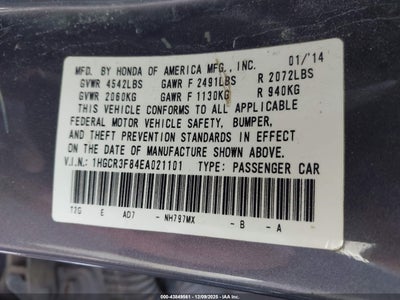 MFD. BY HONDA OF AMERICA MFG., INC. 01/'14
GVWR 4542LBS GAWR F 2491LBS R 2072LBS
GVWR 2060KG GAWR F 1130KG R 940KG
THIS VEHICLE CONFORMS TO ALL APPLICABLE
FEDERAL MOTOR VEHICLE SAFETY, BUMPER,
AND THEFT PREVENTION STANDARDS IN EFFECT
ON THE DATE OF MANUFACTURE SHOWN ABOVE.
V.I.N.: 1HGCR3F84EA021101 TYPE: PASSENGER CAR
T2G E AD7 NH797MX -B -A
000-43849581 - 12/09/2025 - ©IAA Inc.